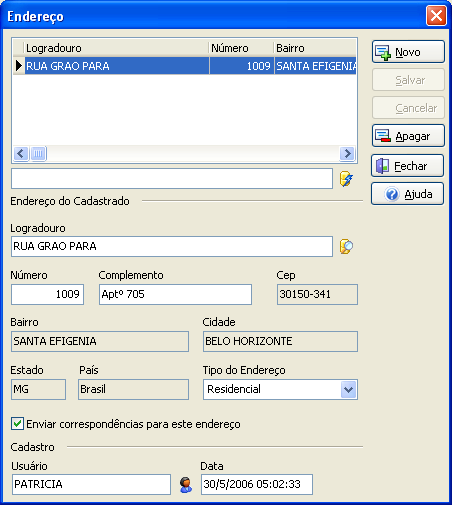 Endereço
Logradouro Número Bairro
RUA GRAO PARA 1009 SANTA EFIGENIA
Novo
Salvar
Cancelar
Apagar
Fechar
Ajuda
Endereço do Cadastrado
Logradouro
RUA GRAO PARA
Número Complemento Cep
1009 Aptº 705 30150-341
Bairro Cidade
SANTA EFIGENIA BELO HORIZONTE
Estado País Tipo do Endereço
MG Brasil Residencial
Enviar correspondências para este endereço
Cadastro
Usuário Data
PATRICIA 30/5/2006 05:02:33